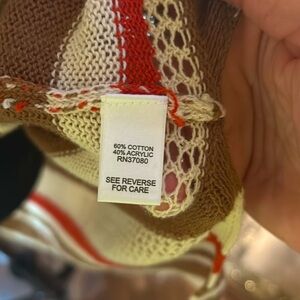 60% COTTON
40% ACRYLIC
RN37080
SEE REVERSE
FOR CARE